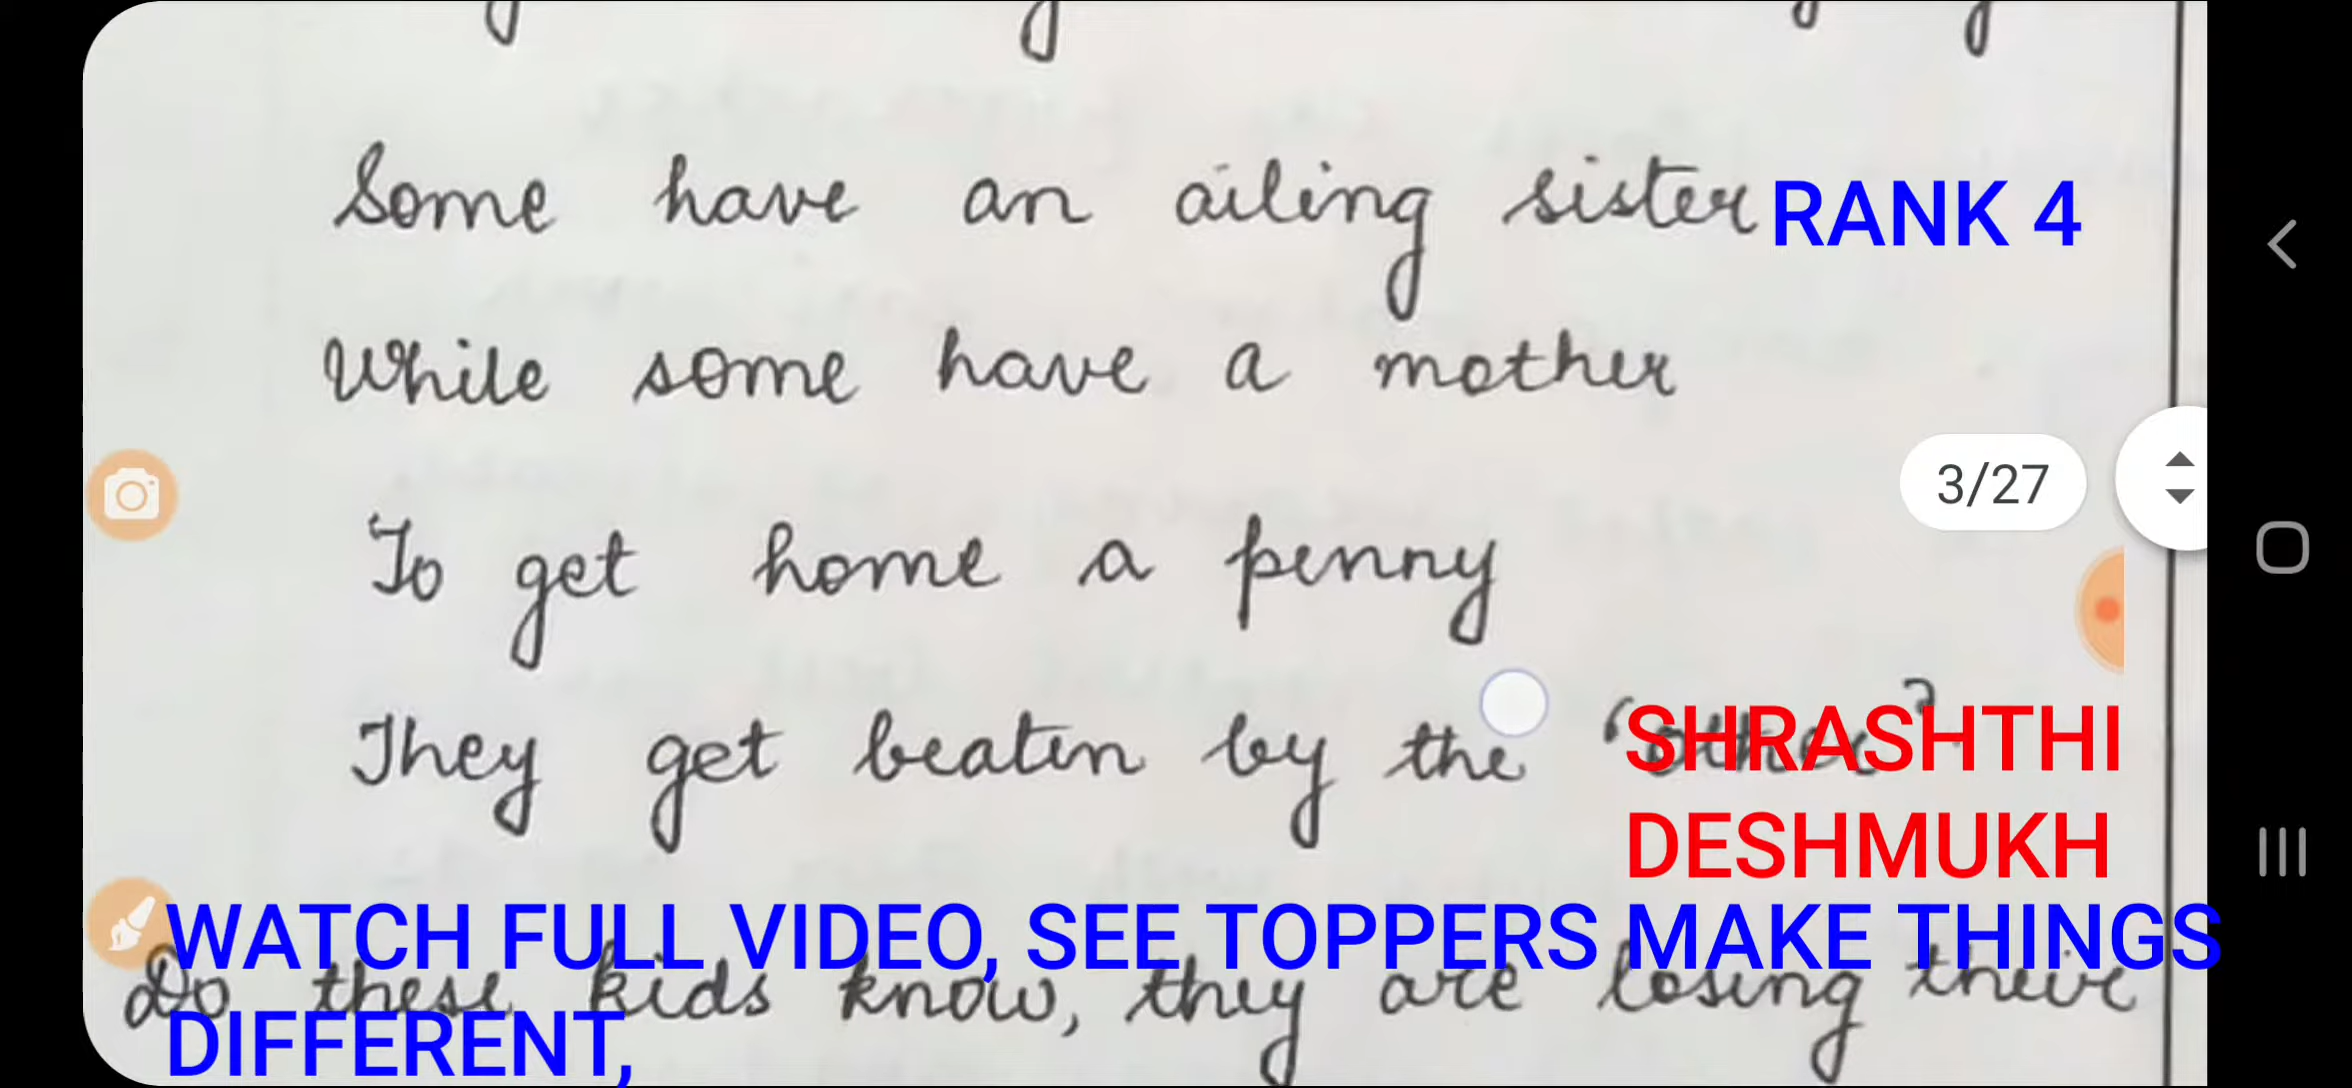 Some have an ailing sister
RANK 4
While some have a mother
3/27
To get home a penny
They get beaten by the 'other'
SHRASHTHI
DESHMUKH
WATCH FULL VIDEO, SEE TOPPERS MAKE THINGS
Do these kids know, they are losing their
DIFFERENT,